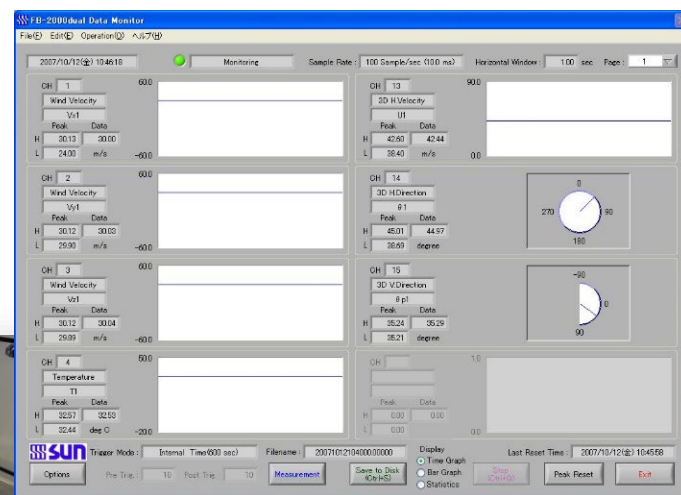 FB-2000dual Data Monitor
File(F) Edit(E) Operation(O) ヘルプ(H)
2007/10/12(金) 10:46:18 Monitoring Sample Rate : 100 Sample/sec (10.0 ms) Horizontal Window : 100 sec Page : 1
CH 1
60.0
Wind Velocity
Vx1
Peak Data
H 30.13 30.00
L 24.00 m/s -60.0
CH 13
90.0
3D H.Velocity
U1
Peak Data
H 42.60 42.44
L 38.40 m/s 0.0
CH 2
60.0
Wind Velocity
Vy1
Peak Data
H 30.12 30.03
L 29.90 m/s -60.0
CH 14
3D H.Direction
θ1
Peak Data
H 45.01 44.97
L 38.69 degree
0
270 90
180
CH 3
60.0
Wind Velocity
Vz1
Peak Data
H 30.12 30.04
L 29.89 m/s -60.0
CH 15
3D V.Direction
θp1
Peak Data
H 35.24 35.29
L 35.21 degree
-90
0
90
CH 4
50.0
Temperature
T1
Peak Data
H 32.57 32.53
L 32.44 deg C -20.0
CH
1.0
Peak Data
H 0.00 0.00
L 0.00 0.0
SUN Trigger Mode : Internal Time(600 sec) Filename : 20071012104000.00000 Display Last Reset Time : 2007/10/12(金) 10:45:58
Time Graph
Bar Graph
Statistics
Options Pre Trig. : 10 Post Trig. 10 Measurement Save to Disk (Ctrl+S) Stop (Ctrl+Q) Peak Reset Exit